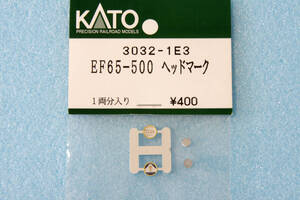 KATO
PRECISION RAILROAD MODELS
3032-1E3
EF65-500 ヘッドマーク
1両分入り ¥400